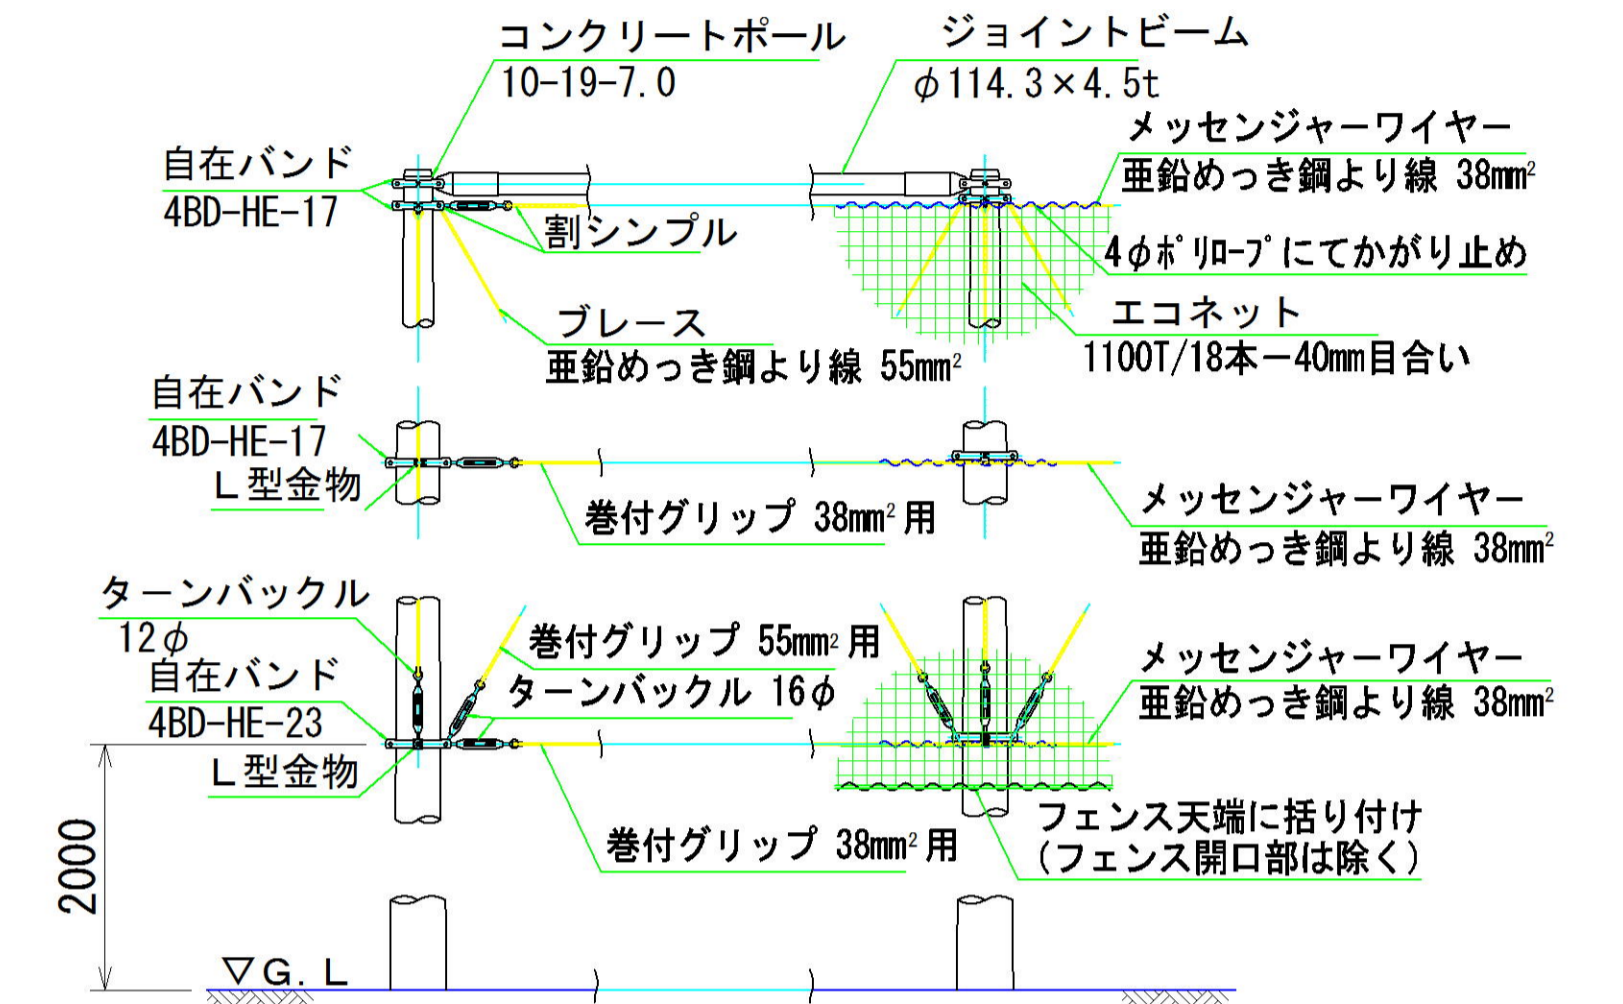 コンクリートポール
10-19-7.0
ジョイントビーム
φ114.3×4.5t
メッセンジャーワイヤー
亜鉛めっき鋼より線 38mm²
自在バンド
4BD-HE-17
割シンプル
4φポリロープにてかがり止め
ブレース
亜鉛めっき鋼より線 55mm²
エコネット
1100T/18本－40mm目合い
自在バンド
4BD-HE-17
L型金物
巻付グリップ 38mm²用
メッセンジャーワイヤー
亜鉛めっき鋼より線 38mm²
ターンバックル
12φ
巻付グリップ 55mm²用
自在バンド
4BD-HE-23
ターンバックル 16φ
メッセンジャーワイヤー
亜鉛めっき鋼より線 38mm²
L型金物
巻付グリップ 38mm²用
フェンス天端に括り付け
(フェンス開口部は除く)
2000
▽G.L